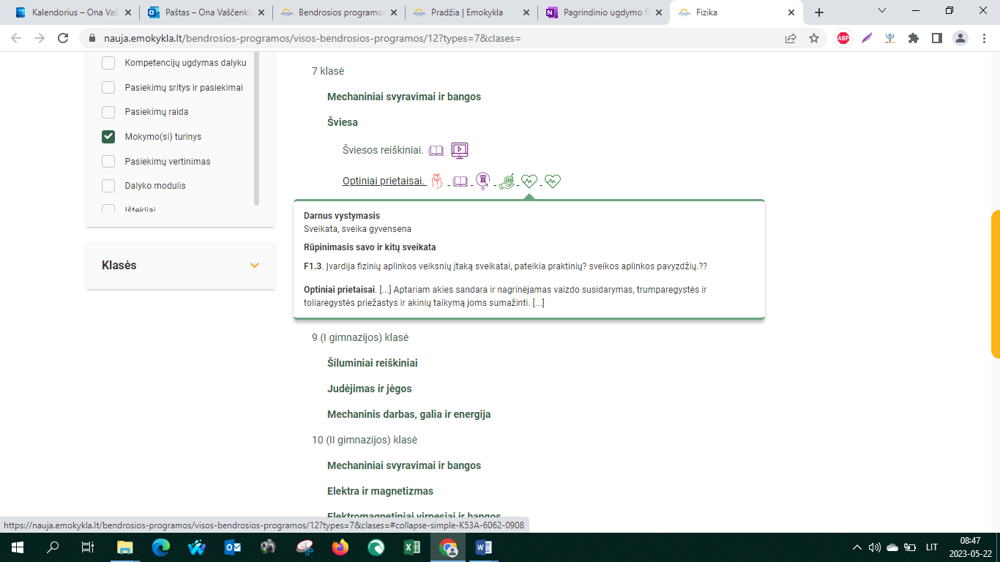 Kalendorius – Ona Vaš
Paštas – Ona Vaščenki
Bendrosios programos
Pradžia | Emokykla
Pagrindinio ugdymo f
Fizika
nauja.emokykla.lt/bendrosios-programos/visos-bendrosios-programos/12?types=7&clases=
ABP
Kompetencijų ugdymas dalyku
Pasiekimų sritys ir pasiekimai
Pasiekimų raida
Mokymo(si) turinys
Pasiekimų vertinimas
Dalyko modulis
Ištekliai
Klasės
7 klasė
Mechaniniai svyravimai ir bangos
Šviesa
Šviesos reiškiniai.
Optiniai prietaisai.
Darnus vystymasis
Sveikata, sveika gyvensena
Rūpinimasis savo ir kitų sveikata
F1.3. Įvardija fizinių aplinkos veiksnių įtaką sveikatai, pateikia praktinių? sveikos aplinkos pavyzdžių.??
Optiniai prietaisai. [...] Aptariam akies sandara ir nagrinėjamas vaizdo susidarymas, trumparegystės ir
toliaregystės priežastys ir akinių taikymą joms sumažinti. [...]
9 (I gimnazijos) klasė
Šiluminiai reiškiniai
Judėjimas ir jėgos
Mechaninis darbas, galia ir energija
10 (II gimnazijos) klasė
Mechaniniai svyravimai ir bangos
Elektra ir magnetizmas
Elektromagnetiniai virpesiai ir bangos
https://nauja.emokykla.lt/bendrosios-programos/visos-bendrosios-programos/12?types=7&clases=#collapse-simple-K53A-6062-0908
LIT
08:47
2023-05-22